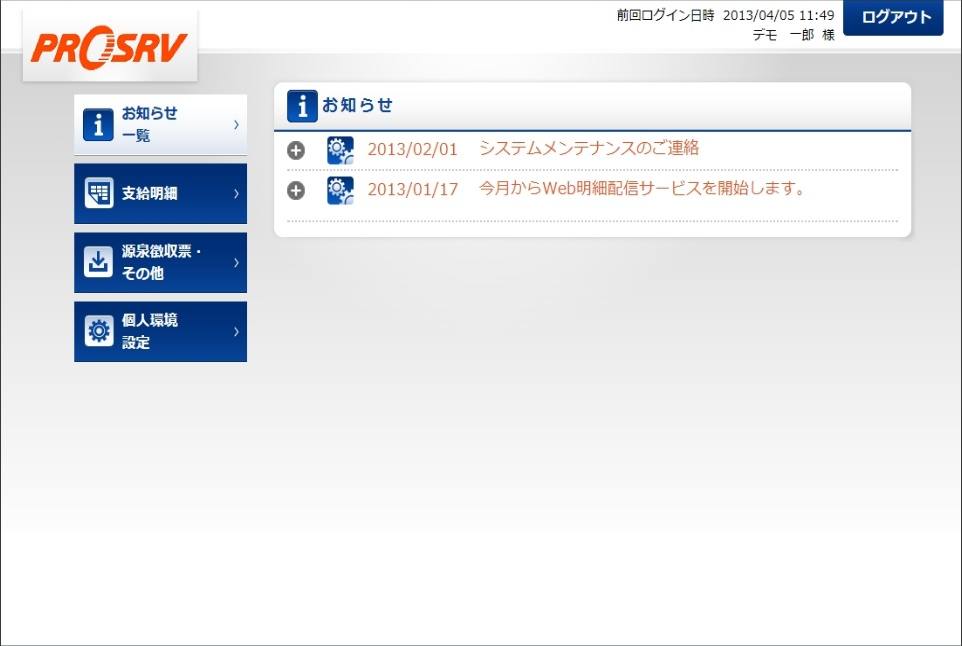 前回ログイン日時 2013/04/05 11:49
ログアウト
デモ 一郎 様
PROSRV
お知らせ
一覧
支給明細
源泉徴収票・
その他
個人環境
設定
お知らせ
2013/02/01 システムメンテナンスのご連絡
2013/01/17 今月からWeb明細配信サービスを開始します。